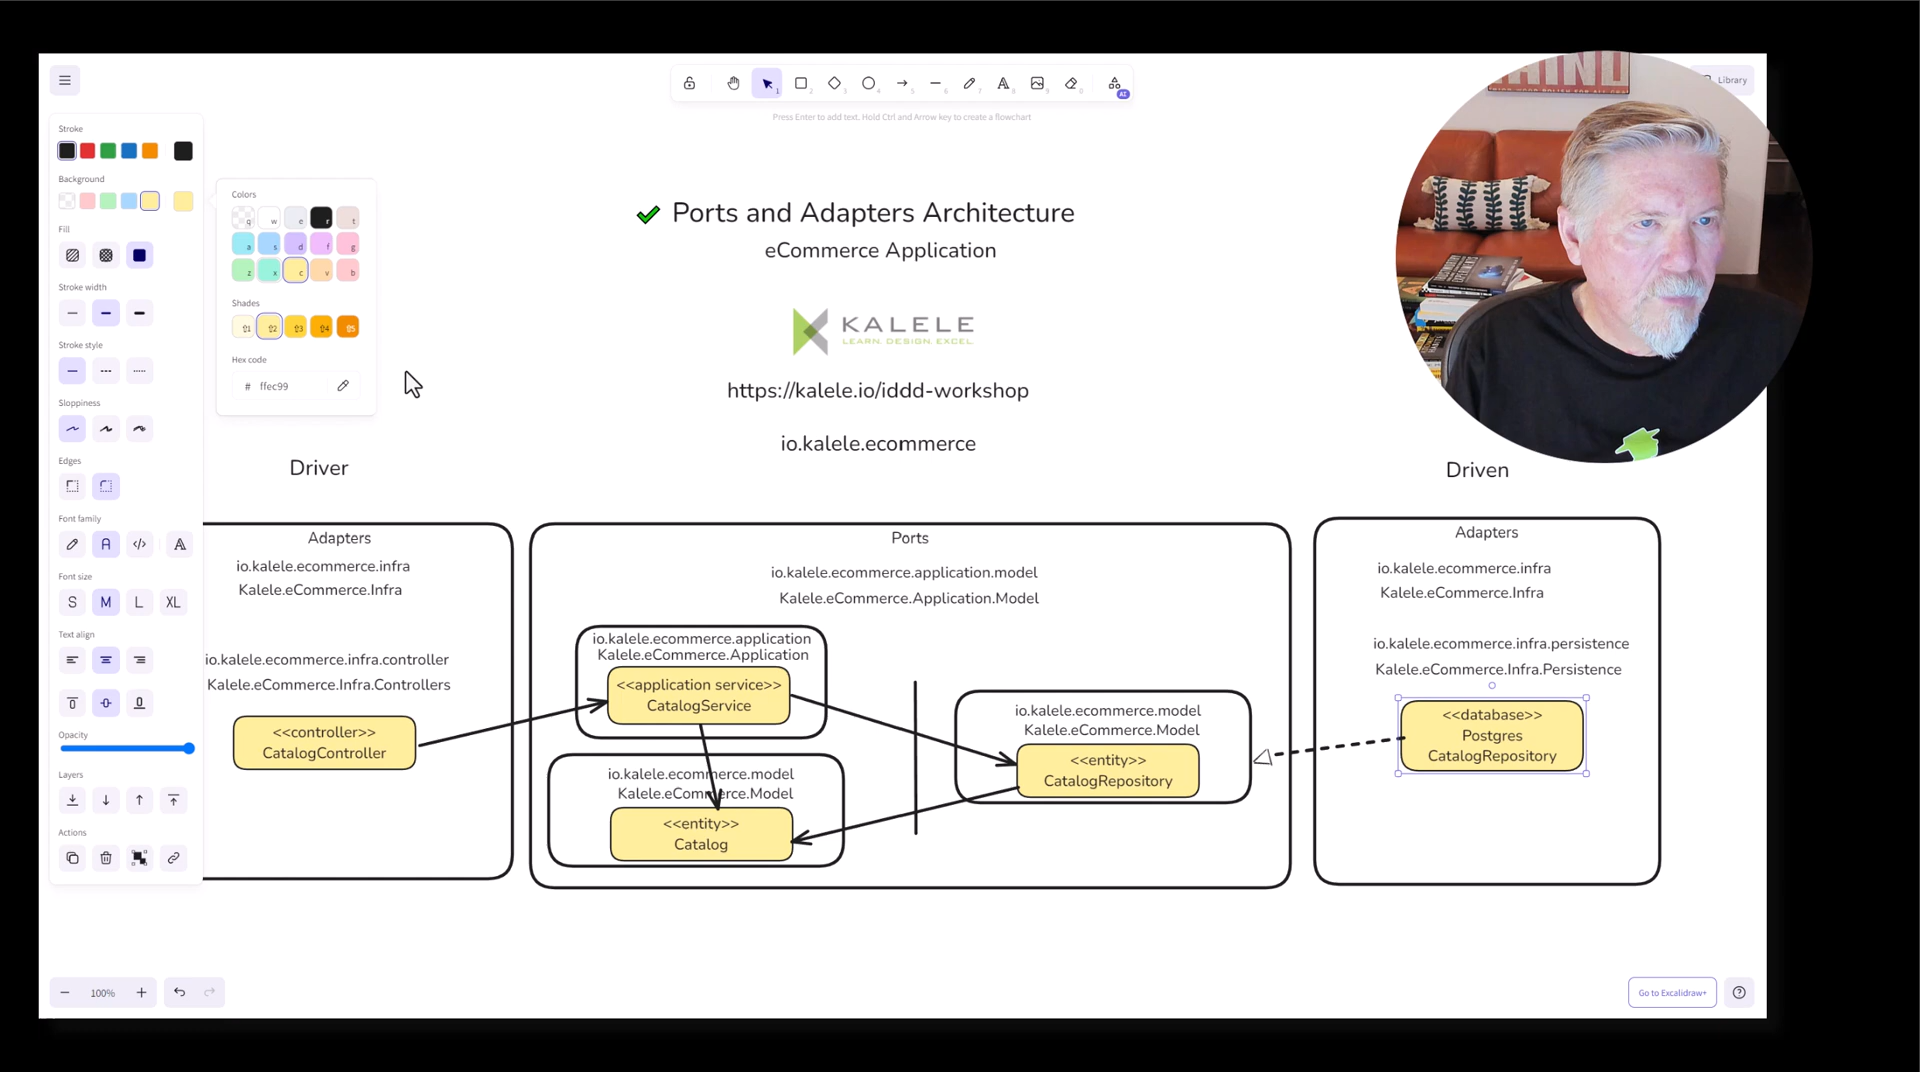 Library
Press Enter to add text. Hold Ctrl and Arrow key to create a flowchart
Stroke
Background
Fill
Stroke width
Stroke style
Sloppiness
Edges
Font family
Font size
S M L XL
Text align
Opacity
Layers
Actions
Colors
q w e r t
a s d f g
z x c v b
Shades
⇧1 ⇧2 ⇧3 ⇧4 ⇧5
Hex code
# ffec99
Ports and Adapters Architecture
eCommerce Application
KALELE
LEARN. DESIGN. EXCEL.
https://kalele.io/iddd-workshop
io.kalele.ecommerce
Driver
Driven
Adapters
io.kalele.ecommerce.infra
Kalele.eCommerce.Infra
io.kalele.ecommerce.infra.controller
Kalele.eCommerce.Infra.Controllers
<<controller>>
CatalogController
Ports
io.kalele.ecommerce.application.model
Kalele.eCommerce.Application.Model
io.kalele.ecommerce.application
Kalele.eCommerce.Application
<<application service>>
CatalogService
io.kalele.ecommerce.model
Kalele.eCommerce.Model
<<entity>>
Catalog
io.kalele.ecommerce.model
Kalele.eCommerce.Model
<<entity>>
CatalogRepository
Adapters
io.kalele.ecommerce.infra
Kalele.eCommerce.Infra
io.kalele.ecommerce.infra.persistence
Kalele.eCommerce.Infra.Persistence
<<database>>
Postgres
CatalogRepository
100%
Go to Excalidraw+